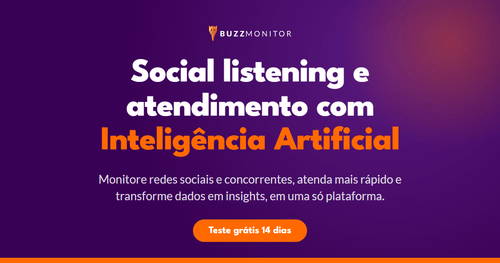 BUZZMONITOR
Social listening e
atendimento com
Inteligência Artificial
Monitore redes sociais e concorrentes, atenda mais rápido e
transforme dados em insights, em uma só plataforma.
Teste grátis 14 dias